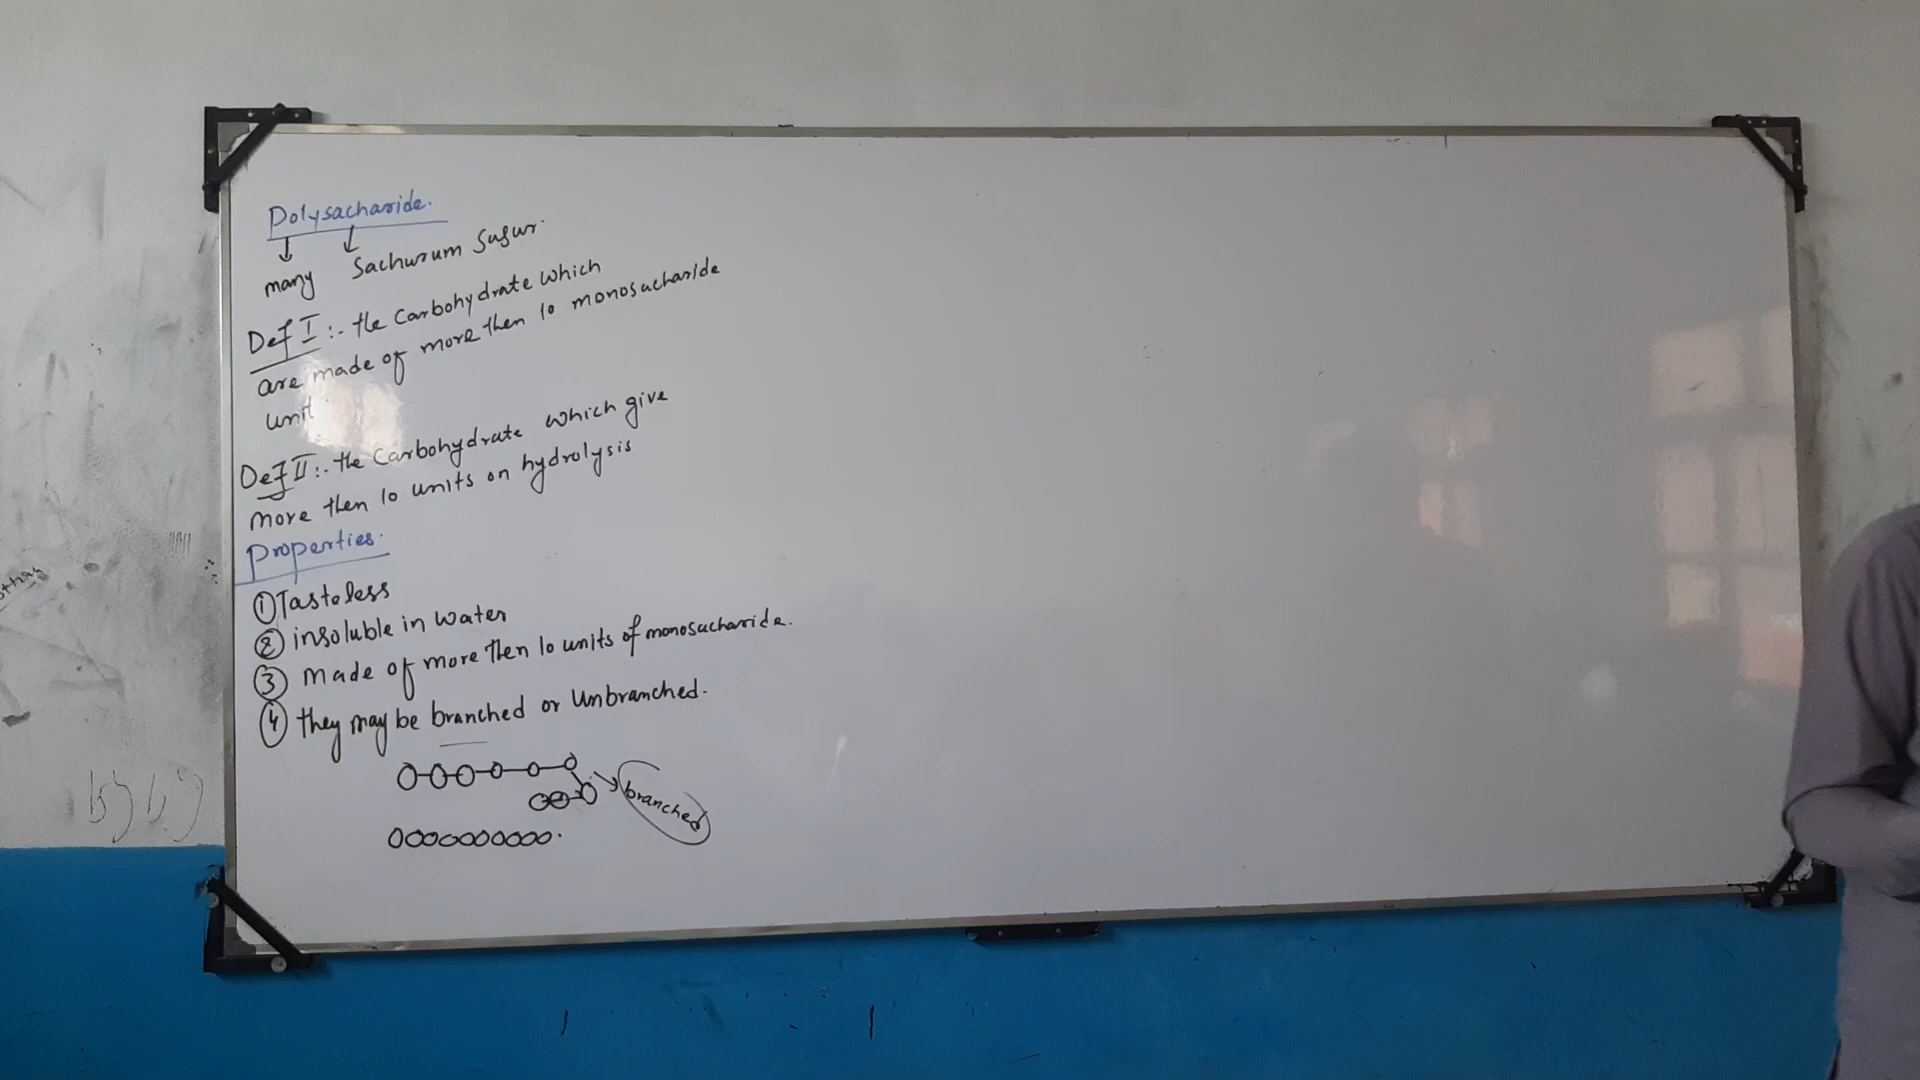 Polysacharide.
many Sachurum Sugur.
Def I :- the Carbohydrate which
are made of more then 10 monosacharide
unit.
Def II :- the Carbohydrate which give
more then 10 units on hydrolysis
Properties.
① Tasteless
② insoluble in water
③ Made of more then 10 units of monosacharide.
④ they may be branched or Unbranched.
branched